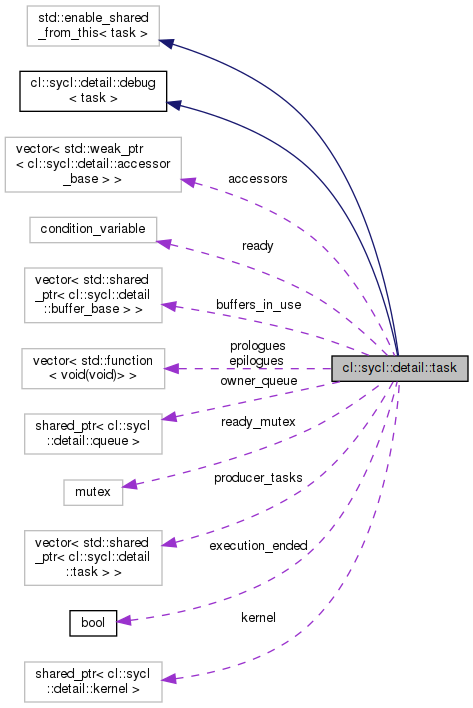 std::enable_shared
_from_this< task >
cl::sycl::detail::debug
< task >
vector< std::weak_ptr
< cl::sycl::detail::accessor
_base > >
accessors
condition_variable
ready
vector< std::shared
_ptr< cl::sycl::detail
::buffer_base > >
buffers_in_use
vector< std::function
< void(void)> >
prologues
epilogues
cl::sycl::detail::task
owner_queue
shared_ptr< cl::sycl
::detail::queue >
ready_mutex
mutex
producer_tasks
vector< std::shared
_ptr< cl::sycl::detail
::task > >
execution_ended
bool
kernel
shared_ptr< cl::sycl
::detail::kernel >